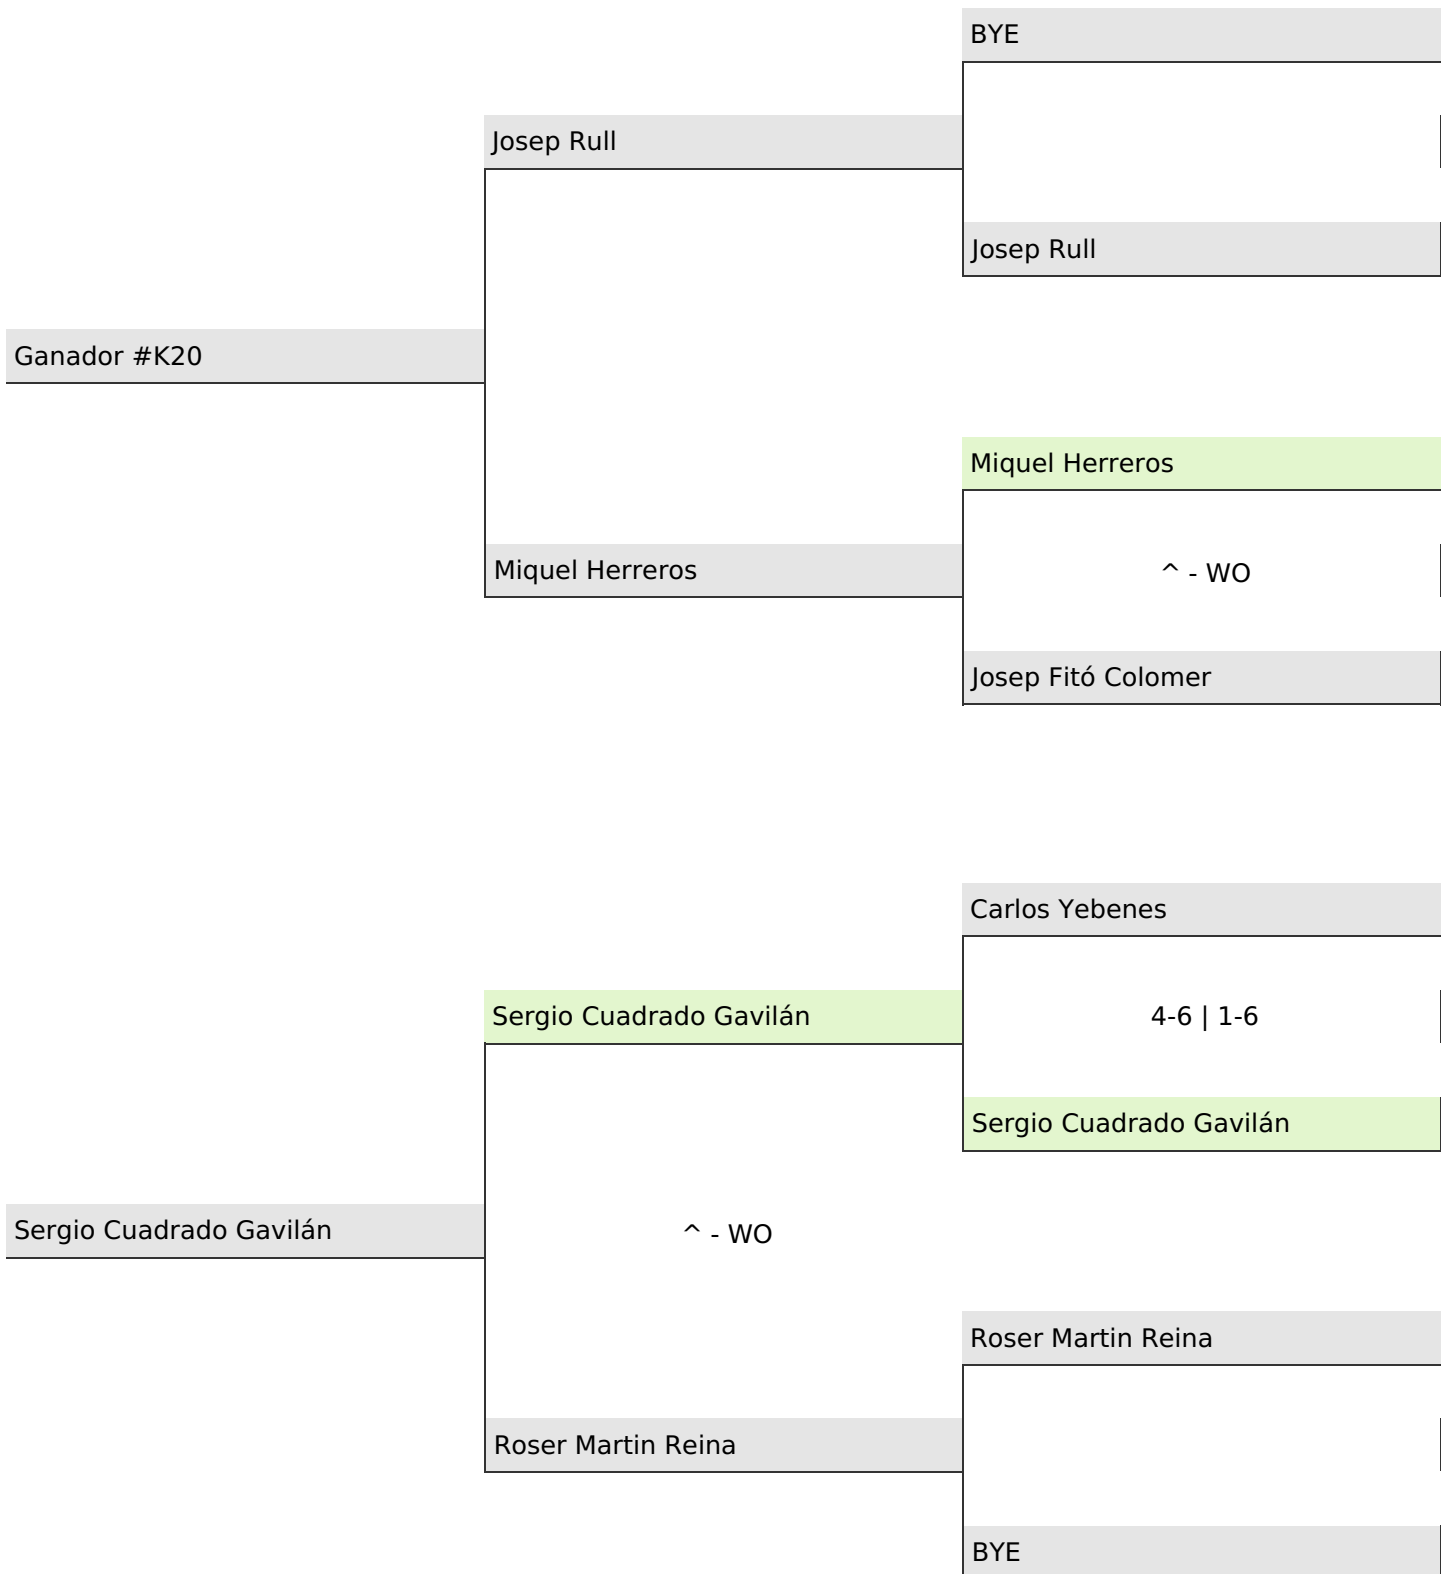 BYE
Josep Rull
Josep Rull
Ganador #K20
Miquel Herreros
Miquel Herreros
^ - WO
Josep Fitó Colomer
Carlos Yebenes
Sergio Cuadrado Gavilán
4-6 | 1-6
Sergio Cuadrado Gavilán
Sergio Cuadrado Gavilán
^ - WO
Roser Martin Reina
Roser Martin Reina
BYE